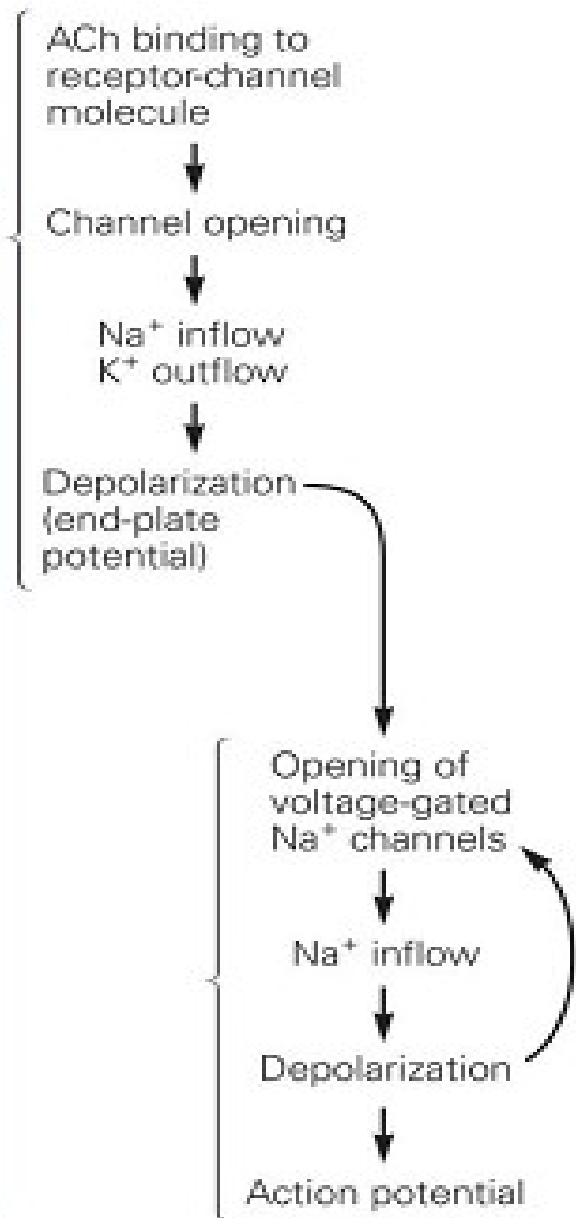 ACh binding to
receptor-channel
molecule
Channel opening
Na⁺ inflow
K⁺ outflow
Depolarization
(end-plate
potential)
Opening of
voltage-gated
Na⁺ channels
Na⁺ inflow
Depolarization
Action potential